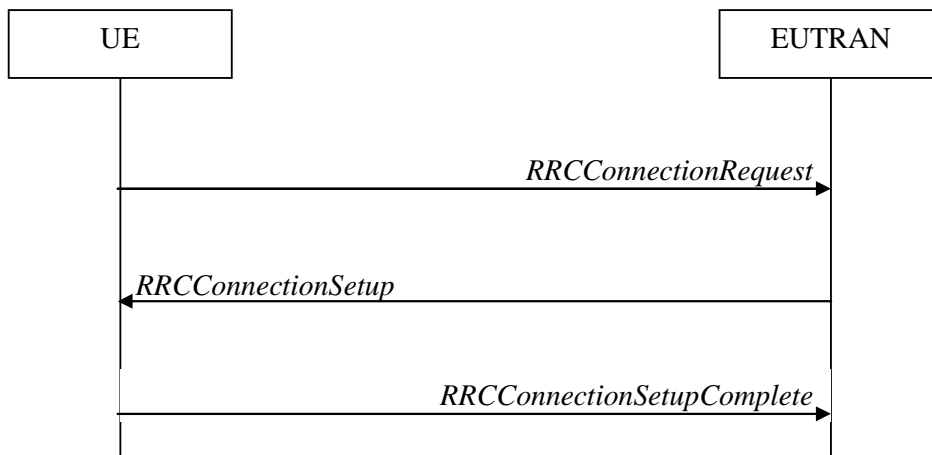 UE
EUTRAN
RRCConnectionRequest
RRCConnectionSetup
RRCConnectionSetupComplete